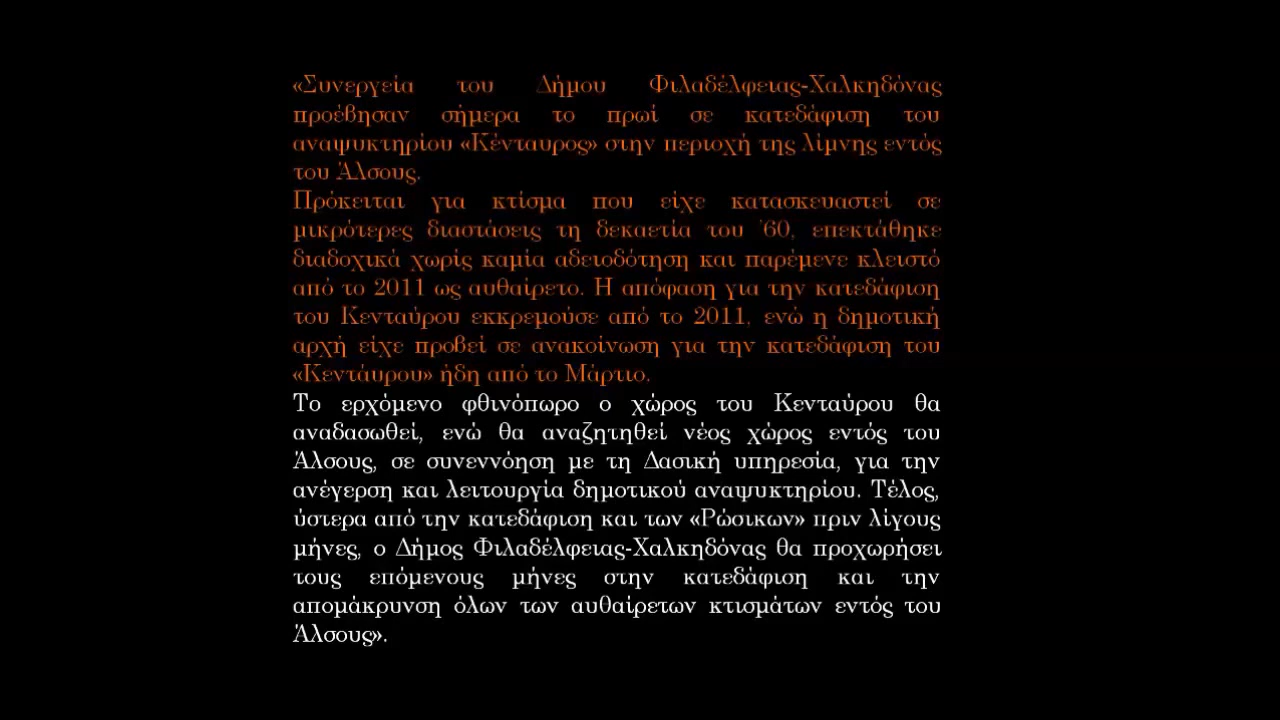 «Συνεργεία του Δήμου Φιλαδέλφειας-Χαλκηδόνας
προέβησαν σήμερα το πρωί σε κατεδάφιση του
αναψυκτηρίου «Κένταυρος» στην περιοχή της λίμνης εντός
του Άλσους.
Πρόκειται για κτίσμα που είχε κατασκευαστεί σε
μικρότερες διαστάσεις τη δεκαετία του ’60, επεκτάθηκε
διαδοχικά χωρίς καμία αδειοδότηση και παρέμενε κλειστό
από το 2011 ως αυθαίρετο. Η απόφαση για την κατεδάφιση
του Κενταύρου εκκρεμούσε από το 2011, ενώ η δημοτική
αρχή είχε προβεί σε ανακοίνωση για την κατεδάφιση του
«Κεντάυρου» ήδη από το Μάρτιο.
Το ερχόμενο φθινόπωρο ο χώρος του Κενταύρου θα
αναδασωθεί, ενώ θα αναζητηθεί νέος χώρος εντός του
Άλσους, σε συνεννόηση με τη Δασική υπηρεσία, για την
ανέγερση και λειτουργία δημοτικού αναψυκτηρίου. Τέλος,
ύστερα από την κατεδάφιση και των «Ρώσικων» πριν λίγους
μήνες, ο Δήμος Φιλαδέλφειας-Χαλκηδόνας θα προχωρήσει
τους επόμενους μήνες στην κατεδάφιση και την
απομάκρυνση όλων των αυθαίρετων κτισμάτων εντός του
Άλσους».